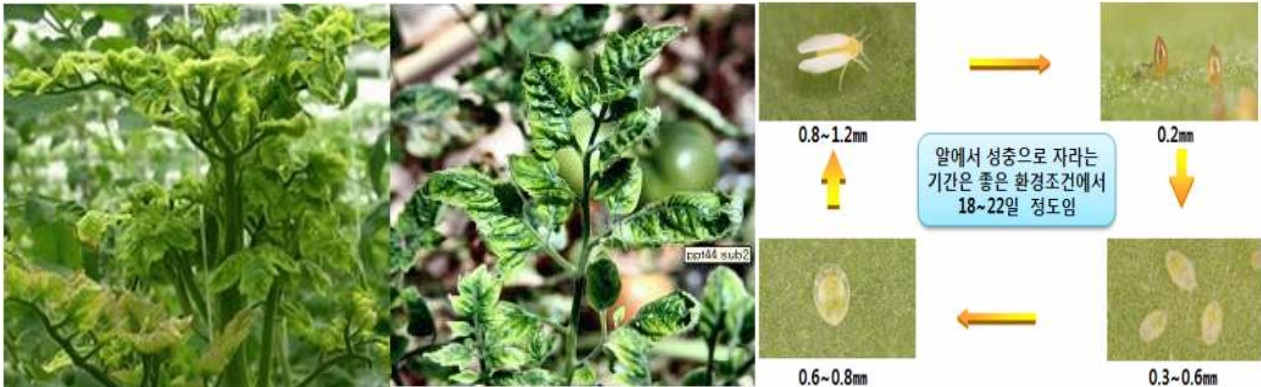 0.8~1.2㎜
0.2㎜
알에서 성충으로 자라는
기간은 좋은 환경조건에서
18~22일 정도임
ppt44 sub2
0.6~0.8㎜
0.3~0.6㎜